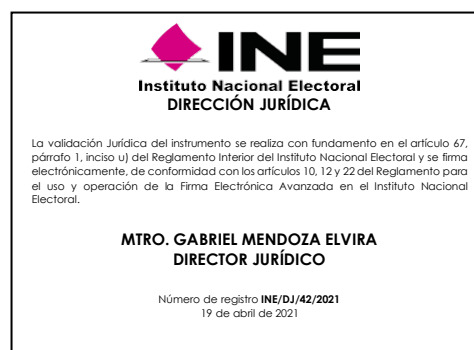 INE
Instituto Nacional Electoral
DIRECCIÓN JURÍDICA
La validación Jurídica del instrumento se realiza con fundamento en el artículo 67,
párrafo 1, inciso u) del Reglamento Interior del Instituto Nacional Electoral y se firma
electrónicamente, de conformidad con los artículos 10, 12 y 22 del Reglamento para
el uso y operación de la Firma Electrónica Avanzada en el Instituto Nacional
Electoral.
MTRO. GABRIEL MENDOZA ELVIRA
DIRECTOR JURÍDICO
Número de registro INE/DJ/42/2021
19 de abril de 2021